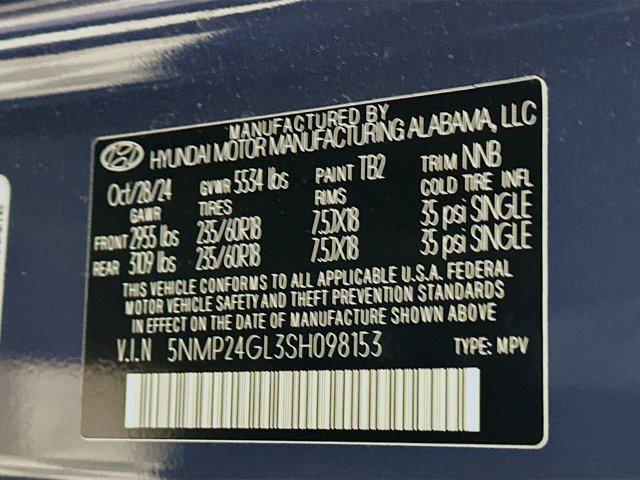 MANUFACTURED BY
HYUNDAI MOTOR MANUFACTURING ALABAMA, LLC
Oct/28/24 GVWR 5534 lbs PAINT TB2 TRIM NNB
GAWR TIRES RIMS COLD TIRE INFL
FRONT 2955 lbs 235/60R18 7.5JX18 35 psi SINGLE
REAR 3109 lbs 235/60R18 7.5JX18 35 psi SINGLE
THIS VEHICLE CONFORMS TO ALL APPLICABLE U.S.A. FEDERAL
MOTOR VEHICLE SAFETY AND THEFT PREVENTION STANDARDS
IN EFFECT ON THE DATE OF MANUFACTURE SHOWN ABOVE
V.I.N 5NMP24GL3SH098153 TYPE: MPV